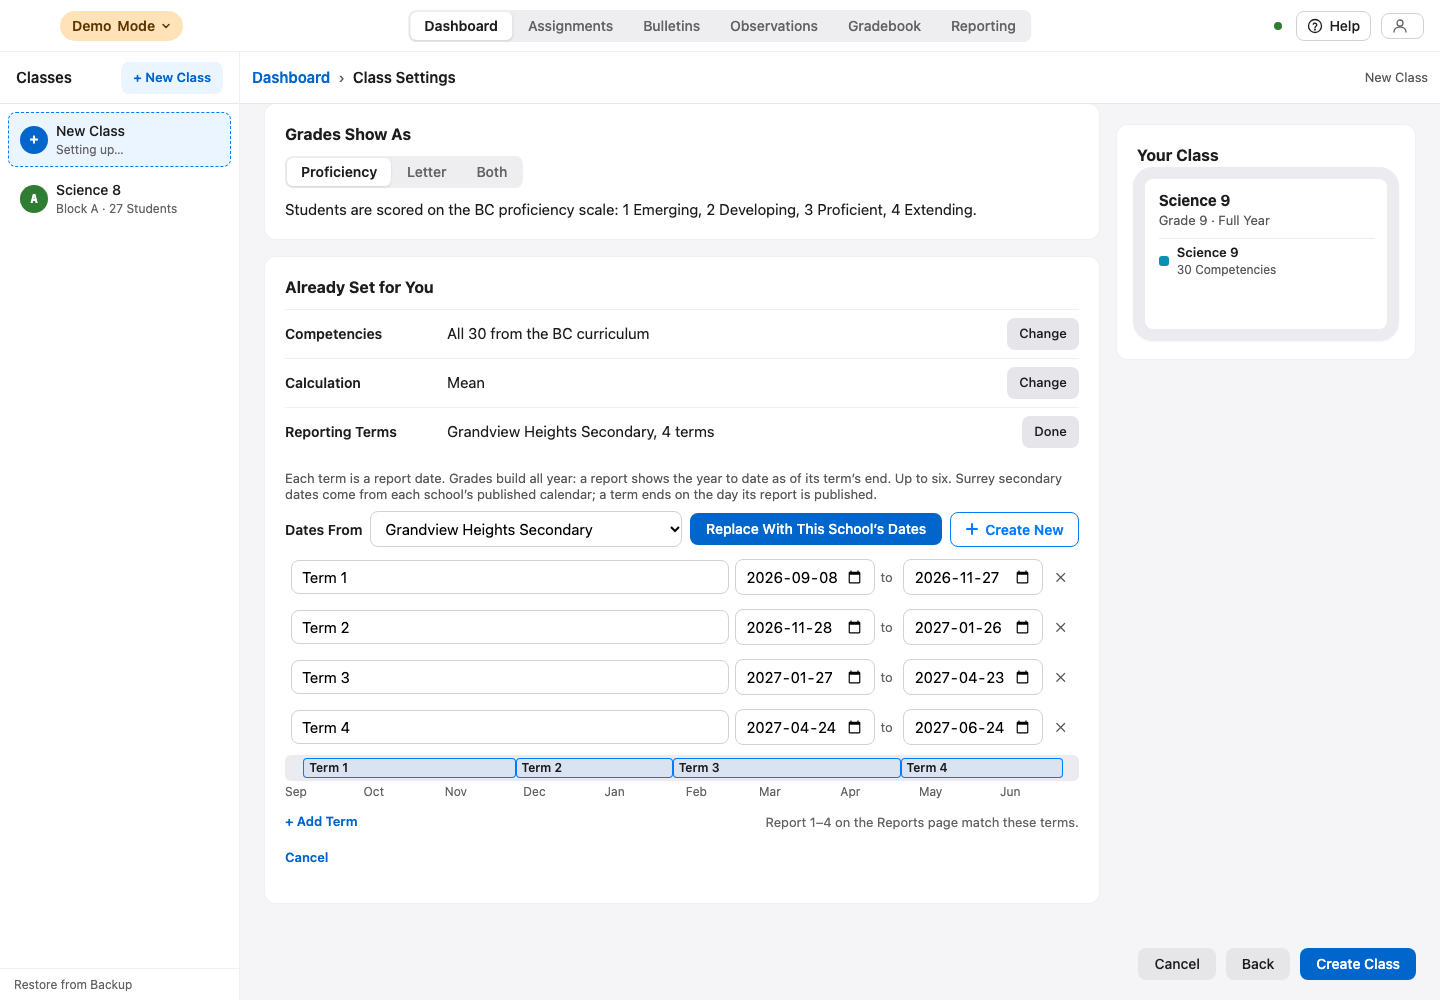 Demo Mode
Dashboard
Assignments
Bulletins
Observations
Gradebook
Reporting
Help
Classes
+ New Class
Dashboard › Class Settings
New Class
+
New Class
Setting up...
A
Science 8
Block A · 27 Students
Grades Show As
Proficiency
Letter
Both
Students are scored on the BC proficiency scale: 1 Emerging, 2 Developing, 3 Proficient, 4 Extending.
Your Class
Science 9
Grade 9 · Full Year
Science 9
30 Competencies
Already Set for You
Competencies
All 30 from the BC curriculum
Change
Calculation
Mean
Change
Reporting Terms
Grandview Heights Secondary, 4 terms
Done
Each term is a report date. Grades build all year: a report shows the year to date as of its term's end. Up to six. Surrey secondary
dates come from each school's published calendar; a term ends on the day its report is published.
Dates From
Grandview Heights Secondary
Replace With This School's Dates
+ Create New
Term 1
2026-09-08
to
2026-11-27
×
Term 2
2026-11-28
to
2027-01-26
×
Term 3
2027-01-27
to
2027-04-23
×
Term 4
2027-04-24
to
2027-06-24
×
Term 1
Term 2
Term 3
Term 4
Sep
Oct
Nov
Dec
Jan
Feb
Mar
Apr
May
Jun
+ Add Term
Report 1–4 on the Reports page match these terms.
Cancel
Cancel
Back
Create Class
Restore from Backup